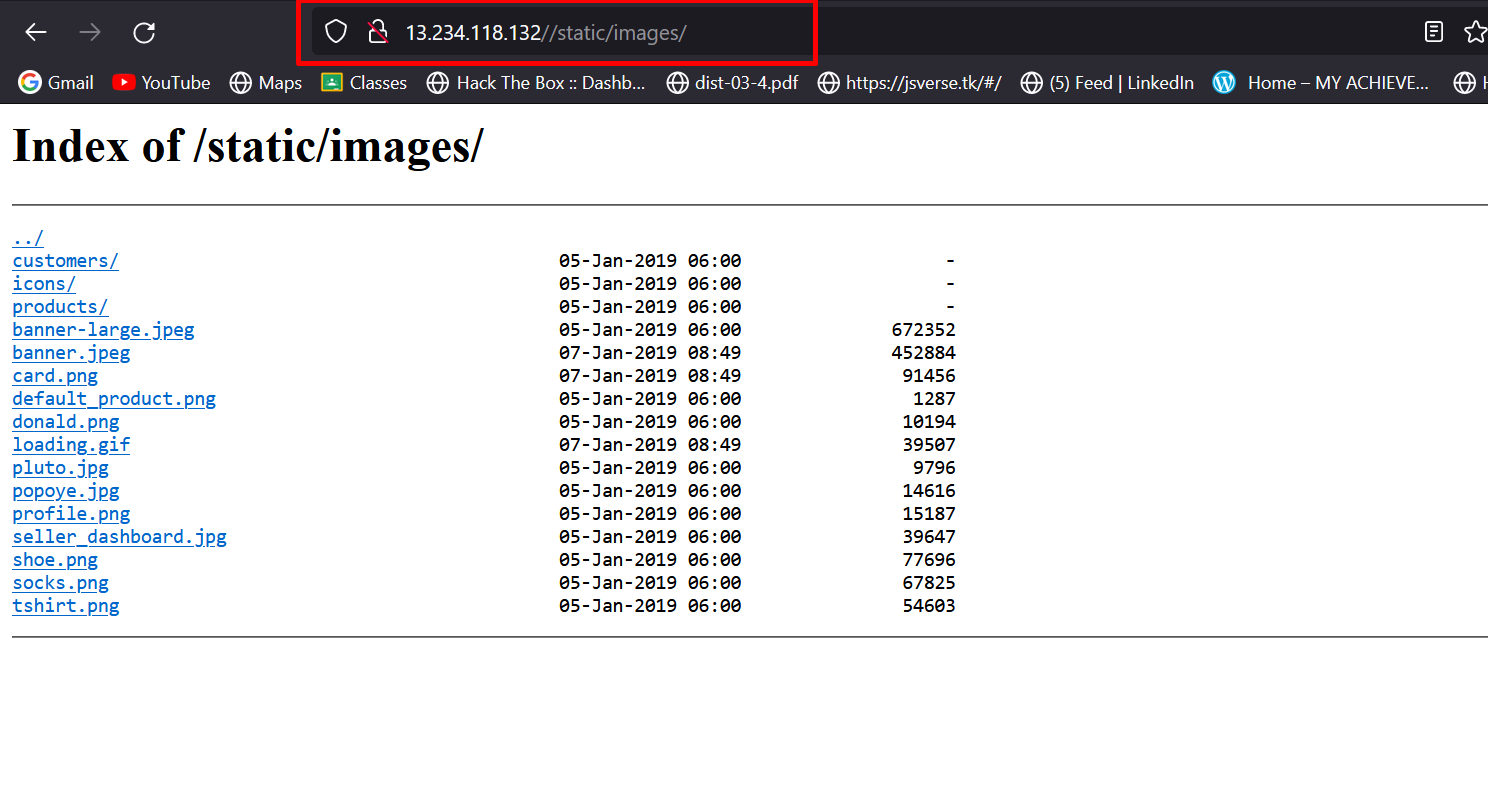 13.234.118.132//static/images/
Gmail YouTube Maps Classes Hack The Box :: Dashb... dist-03-4.pdf https://jsverse.tk/#/ (5) Feed | LinkedIn Home – MY ACHIEVE... H
Index of /static/images/
../
customers/ 05-Jan-2019 06:00 -
icons/ 05-Jan-2019 06:00 -
products/ 05-Jan-2019 06:00 -
banner-large.jpeg 05-Jan-2019 06:00 672352
banner.jpeg 07-Jan-2019 08:49 452884
card.png 07-Jan-2019 08:49 91456
default_product.png 05-Jan-2019 06:00 1287
donald.png 05-Jan-2019 06:00 10194
loading.gif 07-Jan-2019 08:49 39507
pluto.jpg 05-Jan-2019 06:00 9796
popoye.jpg 05-Jan-2019 06:00 14616
profile.png 05-Jan-2019 06:00 15187
seller_dashboard.jpg 05-Jan-2019 06:00 39647
shoe.png 05-Jan-2019 06:00 77696
socks.png 05-Jan-2019 06:00 67825
tshirt.png 05-Jan-2019 06:00 54603